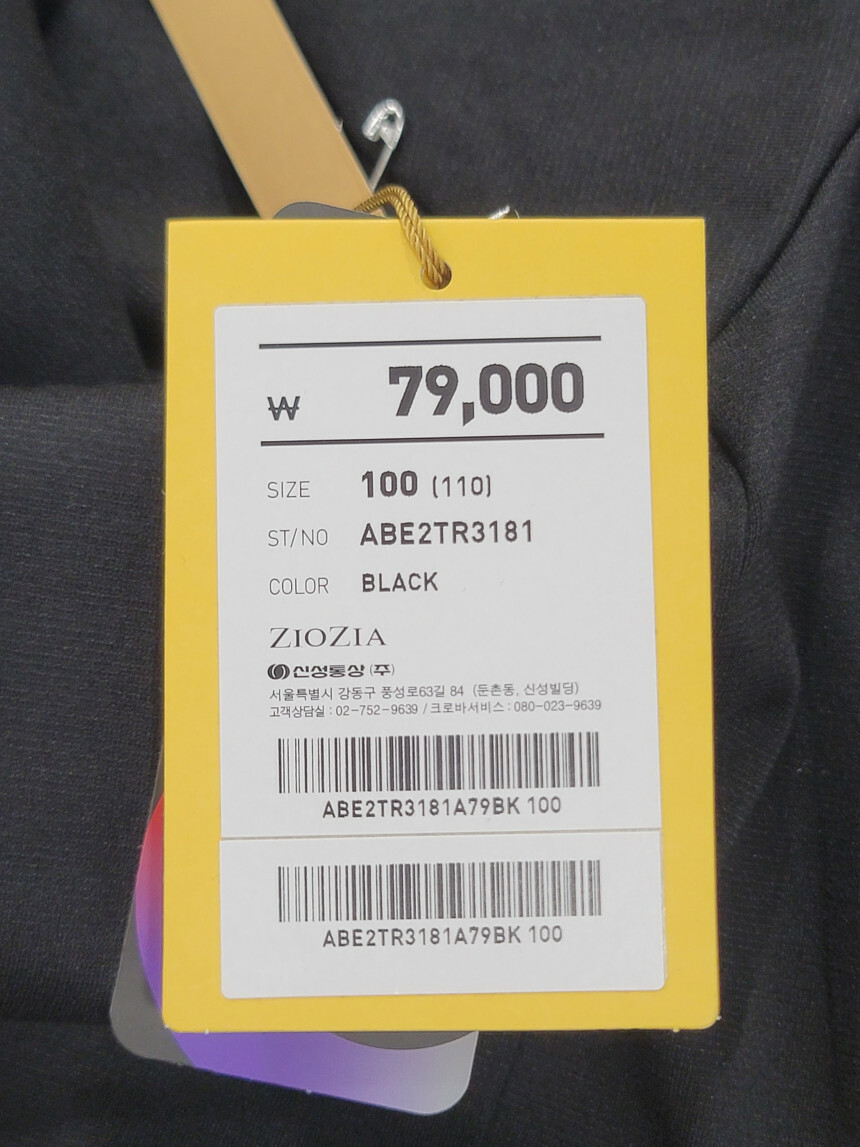 ₩ 79,000
SIZE 100 (110)
ST/NO ABE2TR3181
COLOR BLACK
ZIOZIA
신성통상 (주)
서울특별시 강동구 풍성로63길 84 (둔촌동, 신성빌딩)
고객상담실 : 02-752-9639 / 크로바서비스 : 080-023-9639
ABE2TR3181A79BK 100
ABE2TR3181A79BK 100